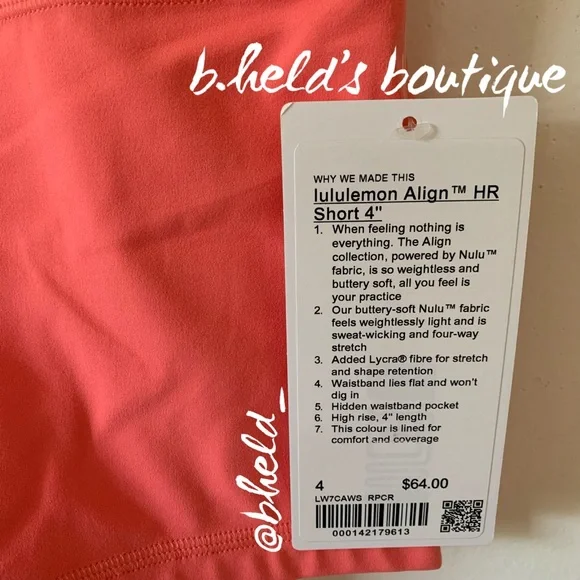 b.held's boutique
WHY WE MADE THIS
lululemon Align™ HR
Short 4"
1. When feeling nothing is
everything. The Align
collection, powered by Nulu™
fabric, is so weightless and
buttery soft, all you feel is
your practice
2. Our buttery-soft Nulu™ fabric
feels weightlessly light and is
sweat-wicking and four-way
stretch
3. Added Lycra® fibre for stretch
and shape retention
4. Waistband lies flat and won't
dig in
5. Hidden waistband pocket
6. High rise, 4" length
7. This colour is lined for
comfort and coverage
4 $64.00
LW7CAWS RPCR
000142179613
@bheld_